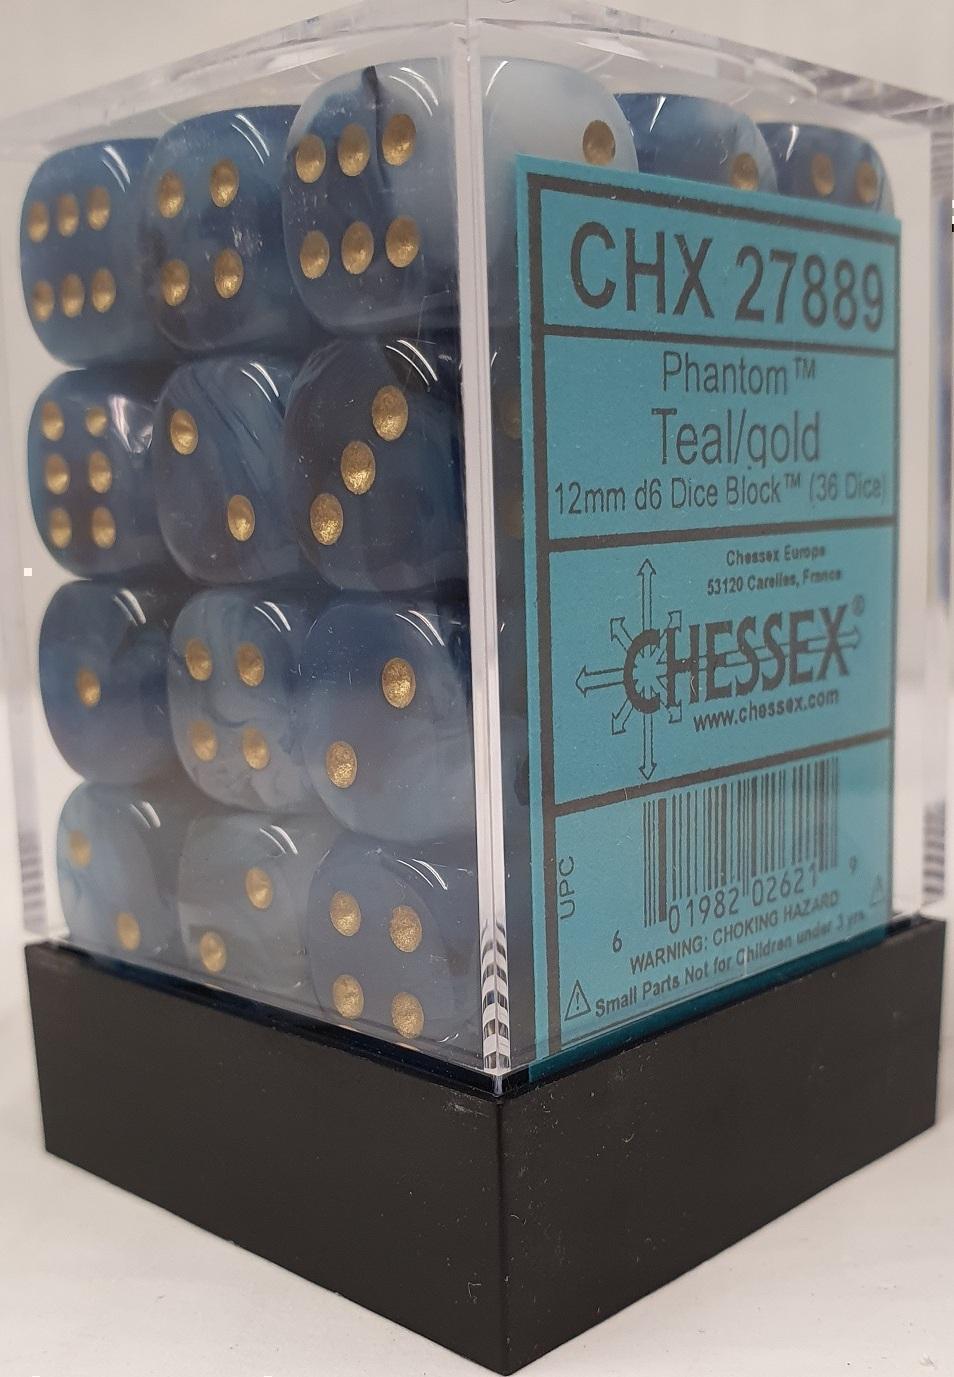 CHX 27889
Phantom™
Teal/gold
12mm d6 Dice Block™ (36 Dice)
Chessex Europe
53120 Carelles, France
CHESSEX®
www.chessex.com
UPC
6 01982 02621 9
WARNING: CHOKING HAZARD
Small Parts Not for Children under 3 yrs.